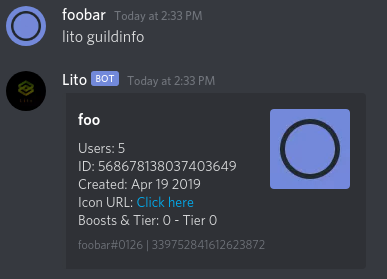 foobar Today at 2:33 PM
lito guildinfo
Lito BOT Today at 2:33 PM
foo
Users: 5
ID: 568678138037403649
Created: Apr 19 2019
Icon URL: Click here
Boosts & Tier: 0 - Tier 0
foobar#0126 | 339752841612623872